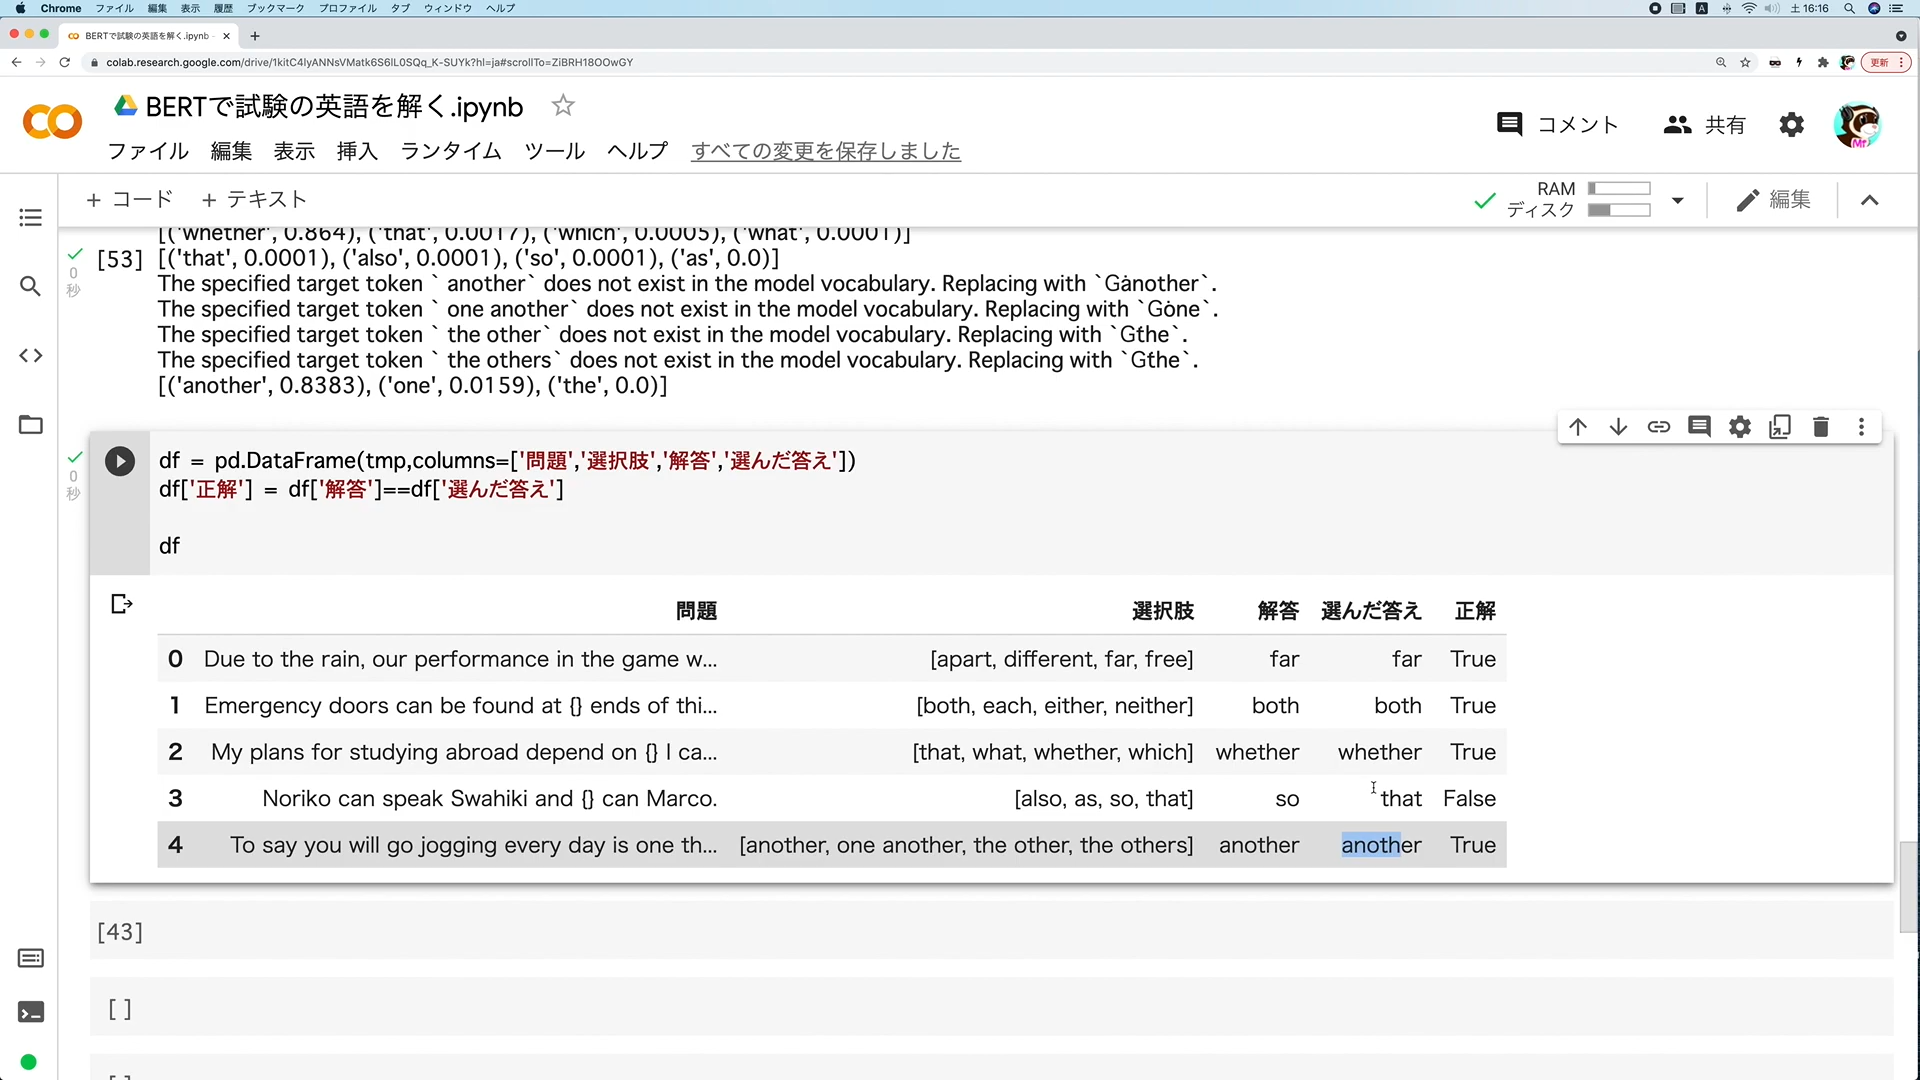 Chrome ファイル 編集 表示 履歴 ブックマーク プロファイル タブ ウィンドウ ヘルプ
A 土 16:16
BERTで試験の英語を解く.ipynb -
colab.research.google.com/drive/1kitC4lyANNsVMatk6S6lL0SQq_K-SUYk?hl=ja#scrollTo=ZiBRH18OOwGY
更新
BERTで試験の英語を解く.ipynb
コメント 共有
ファイル 編集 表示 挿入 ランタイム ツール ヘルプ すべての変更を保存しました
+ コード + テキスト
RAM
ディスク
編集
[('whether', 0.864), ('that', 0.0017), ('which', 0.0005), ('what', 0.0001)]
[53] [('that', 0.0001), ('also', 0.0001), ('so', 0.0001), ('as', 0.0)]
0
秒
The specified target token ` another` does not exist in the model vocabulary. Replacing with `Ġanother`.
The specified target token ` one another` does not exist in the model vocabulary. Replacing with `Ġone`.
The specified target token ` the other` does not exist in the model vocabulary. Replacing with `Ġthe`.
The specified target token ` the others` does not exist in the model vocabulary. Replacing with `Ġthe`.
[('another', 0.8383), ('one', 0.0159), ('the', 0.0)]
0
秒
df = pd.DataFrame(tmp,columns=['問題','選択肢','解答','選んだ答え'])
df['正解'] = df['解答']==df['選んだ答え']
df
問題 選択肢 解答 選んだ答え 正解
0 Due to the rain, our performance in the game w... [apart, different, far, free] far far True
1 Emergency doors can be found at {} ends of thi... [both, each, either, neither] both both True
2 My plans for studying abroad depend on {} I ca... [that, what, whether, which] whether whether True
3 Noriko can speak Swahiki and {} can Marco. [also, as, so, that] so that False
4 To say you will go jogging every day is one th... [another, one another, the other, the others] another another True
[43]
[ ]
[ ]